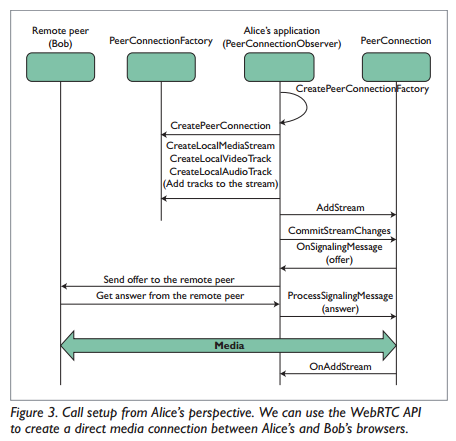 Remote peer
(Bob)
PeerConnectionFactory
Alice's application
(PeerConnectionObserver)
PeerConnection
CreatePeerConnectionFactory
CreatePeerConnection
CreateLocalMediaStream
CreateLocalVideoTrack
CreateLocalAudioTrack
(Add tracks to the stream)
AddStream
CommitStreamChanges
OnSignalingMessage
(offer)
Send offer to the remote peer
Get answer from the remote peer
ProcessSignalingMessage
(answer)
Media
OnAddStream
Figure 3. Call setup from Alice's perspective. We can use the WebRTC API
to create a direct media connection between Alice's and Bob's browsers.